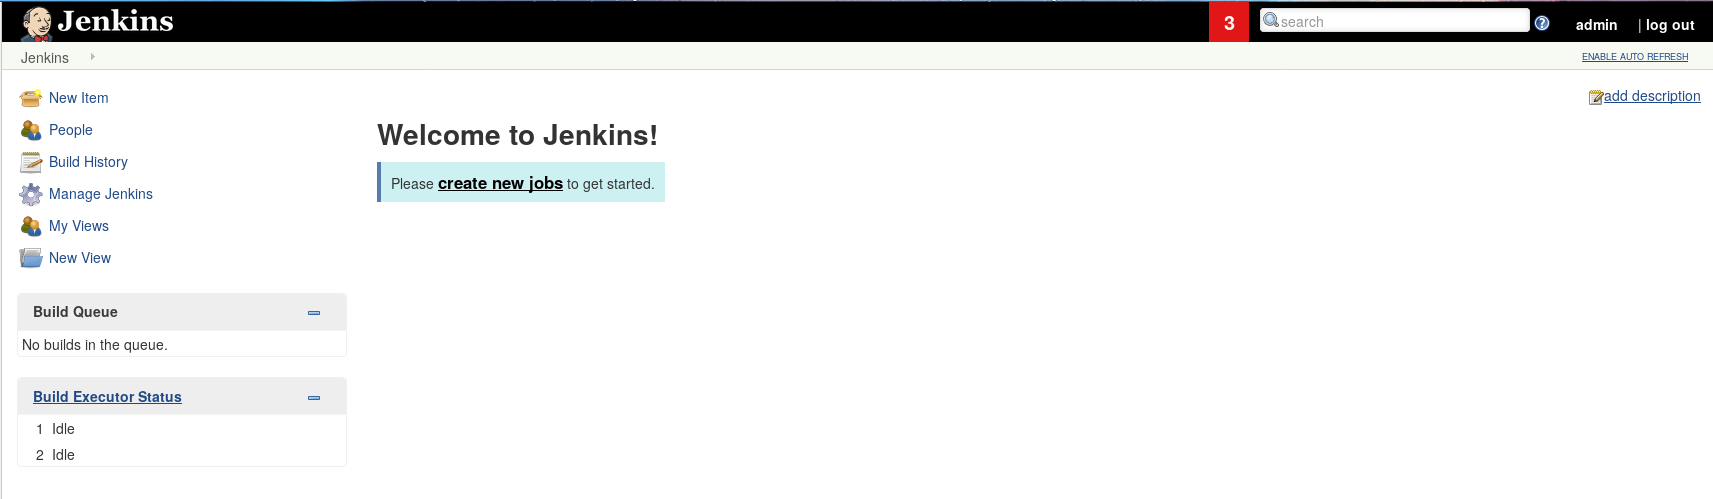 Jenkins
3
search
?
admin
| log out
Jenkins
ENABLE AUTO REFRESH
New Item
People
Build History
Manage Jenkins
My Views
New View
add description
Welcome to Jenkins!
Please create new jobs to get started.
Build Queue
No builds in the queue.
Build Executor Status
1 Idle
2 Idle